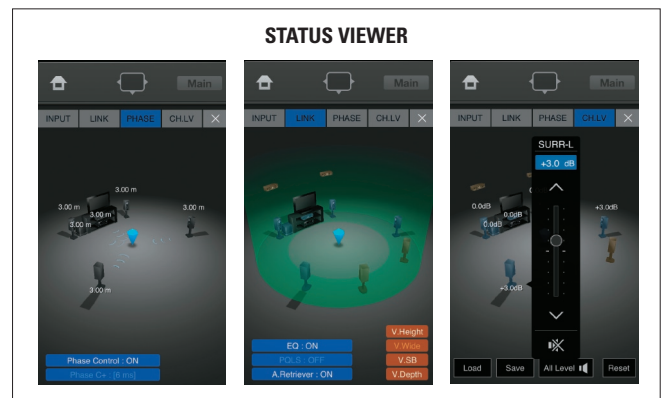 STATUS VIEWER
Main
INPUT LINK PHASE CH.LV
3.00 m
3.00 m
3.00 m
3.00 m
3.00 m
3.00 m
Phase Control : ON
Phase C+ : [6 ms]
Main
INPUT LINK PHASE CH.LV
EQ : ON
PQLS : OFF
A.Retriever : ON
V.Height
V.Wide
V.SB
V.Depth
Main
INPUT LINK PHASE CH.LV
SURR-L
+3.0 dB
0.0dB
0.0dB
0.0dB
+3.0dB
+3.0dB
Load Save All Level Reset